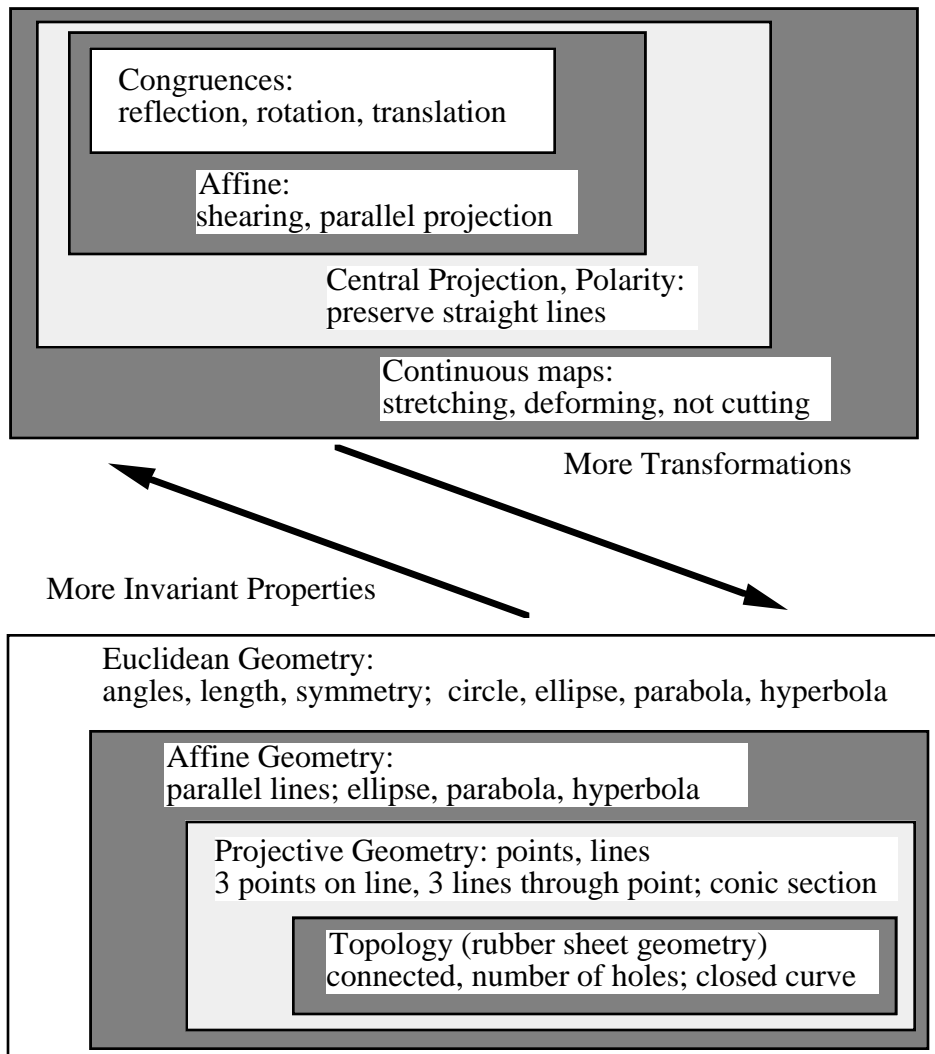 Congruences:
reflection, rotation, translation
Affine:
shearing, parallel projection
Central Projection, Polarity:
preserve straight lines
Continuous maps:
stretching, deforming, not cutting
More Transformations
More Invariant Properties
Euclidean Geometry:
angles, length, symmetry; circle, ellipse, parabola, hyperbola
Affine Geometry:
parallel lines; ellipse, parabola, hyperbola
Projective Geometry: points, lines
3 points on line, 3 lines through point; conic section
Topology (rubber sheet geometry)
connected, number of holes; closed curve